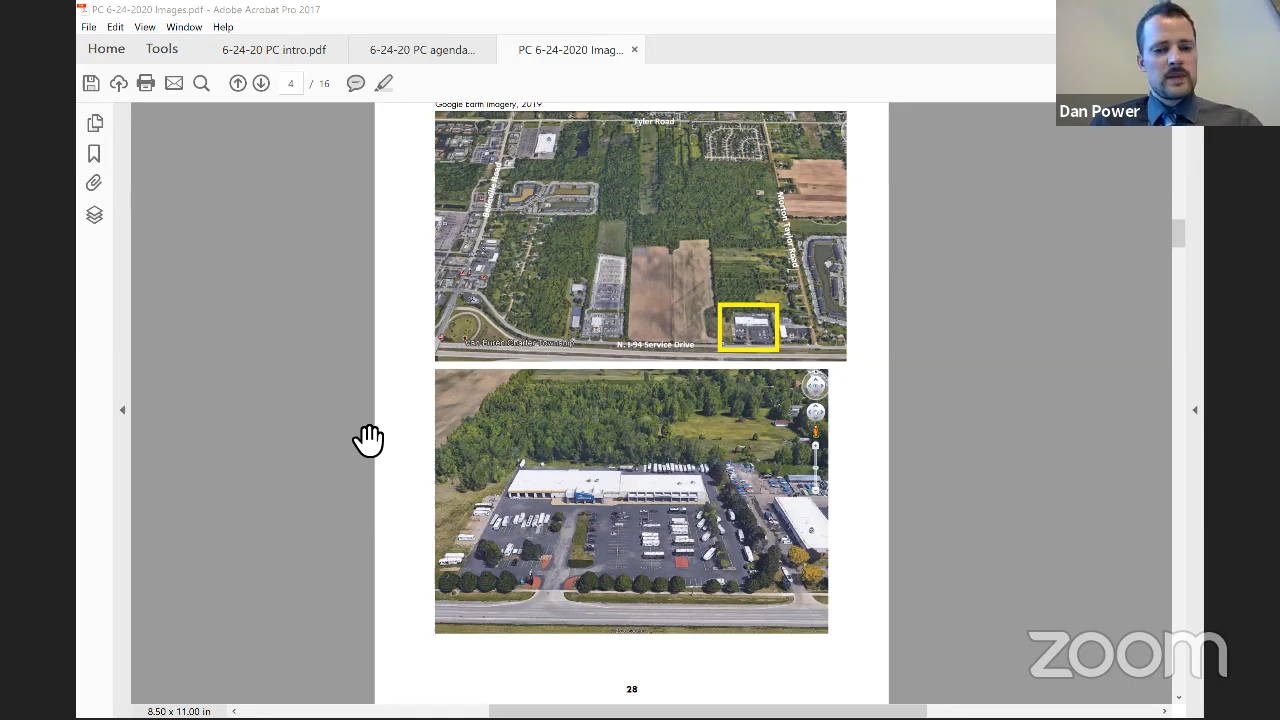 PC 6-24-2020 Images.pdf - Adobe Acrobat Pro 2017
File Edit View Window Help
Home Tools 6-24-20 PC intro.pdf 6-24-20 PC agenda... PC 6-24-2020 Imag... ×
4 / 16
Dan Power
Google Earth Imagery, 2019
Tyler Road
Belleville Road
Morton Taylor Road
Van Buren Charter Township
N. I-94 Service Drive
28
zoom
8.50 x 11.00 in